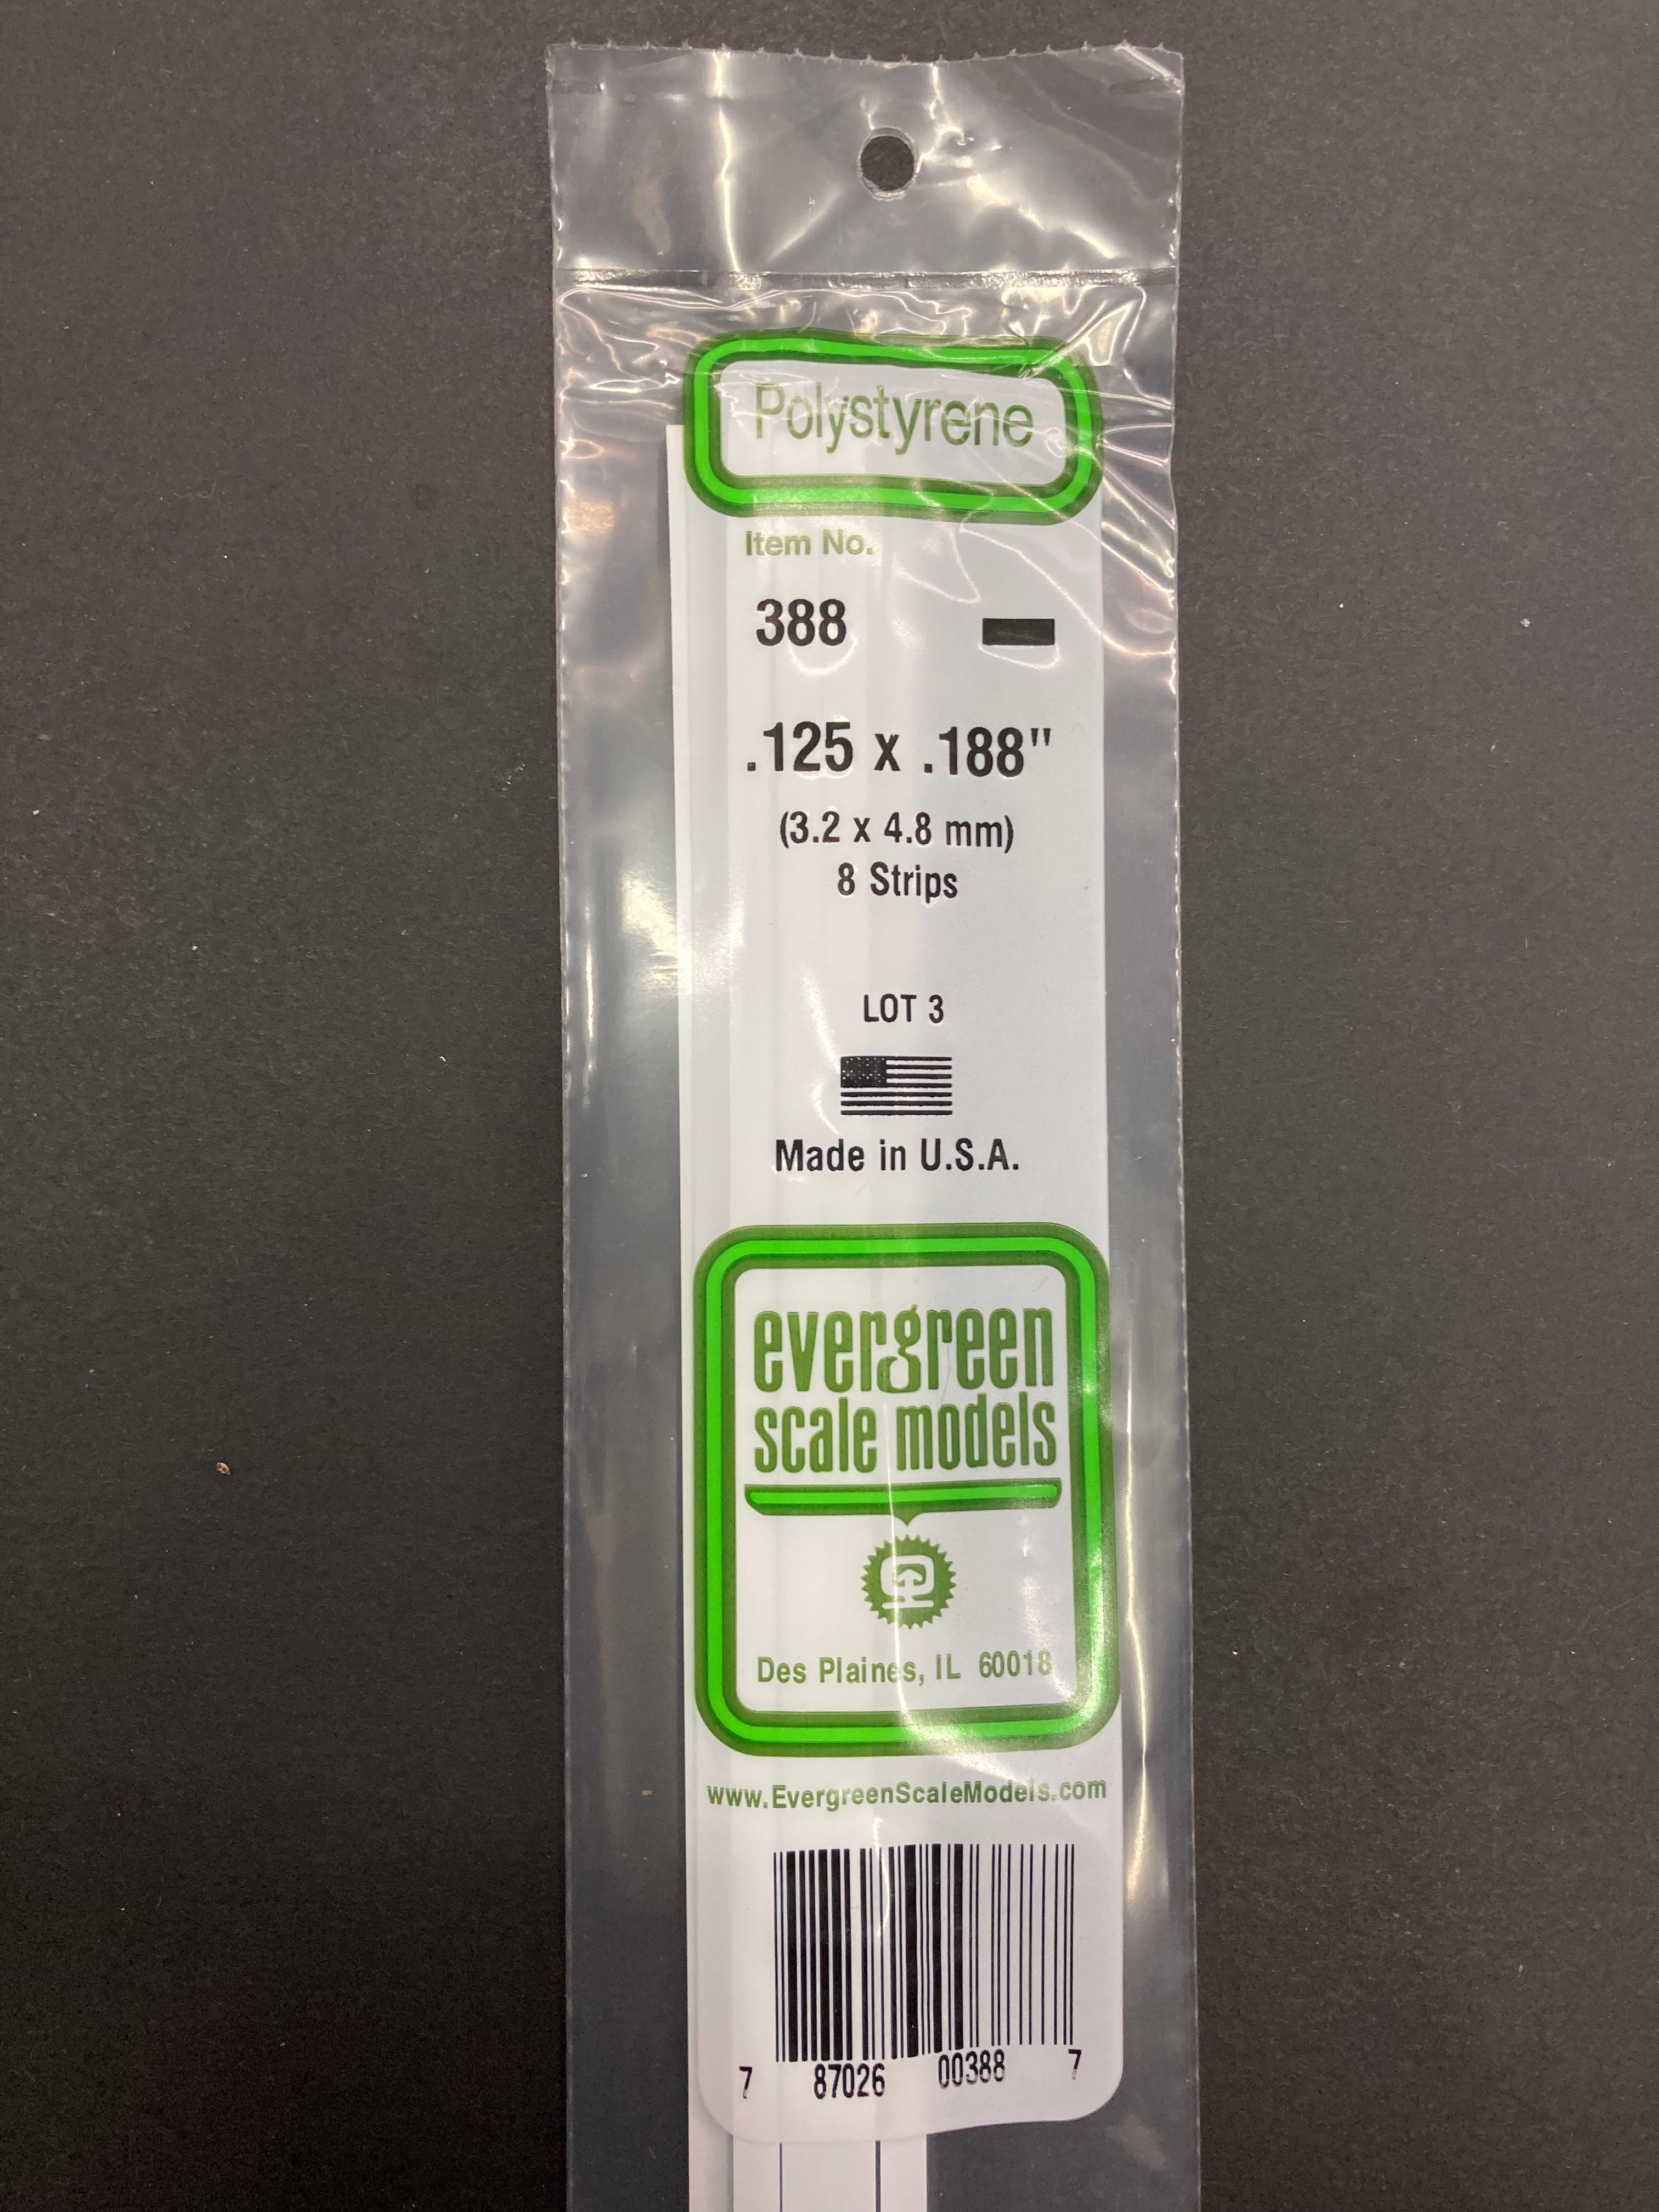 Polystyrene
Item No.
388
.125 x .188"
(3.2 x 4.8 mm)
8 Strips
LOT 3
Made in U.S.A.
evergreen
scale models
Des Plaines, IL 60018
www.EvergreenScaleModels.com
7 87026 00388 7